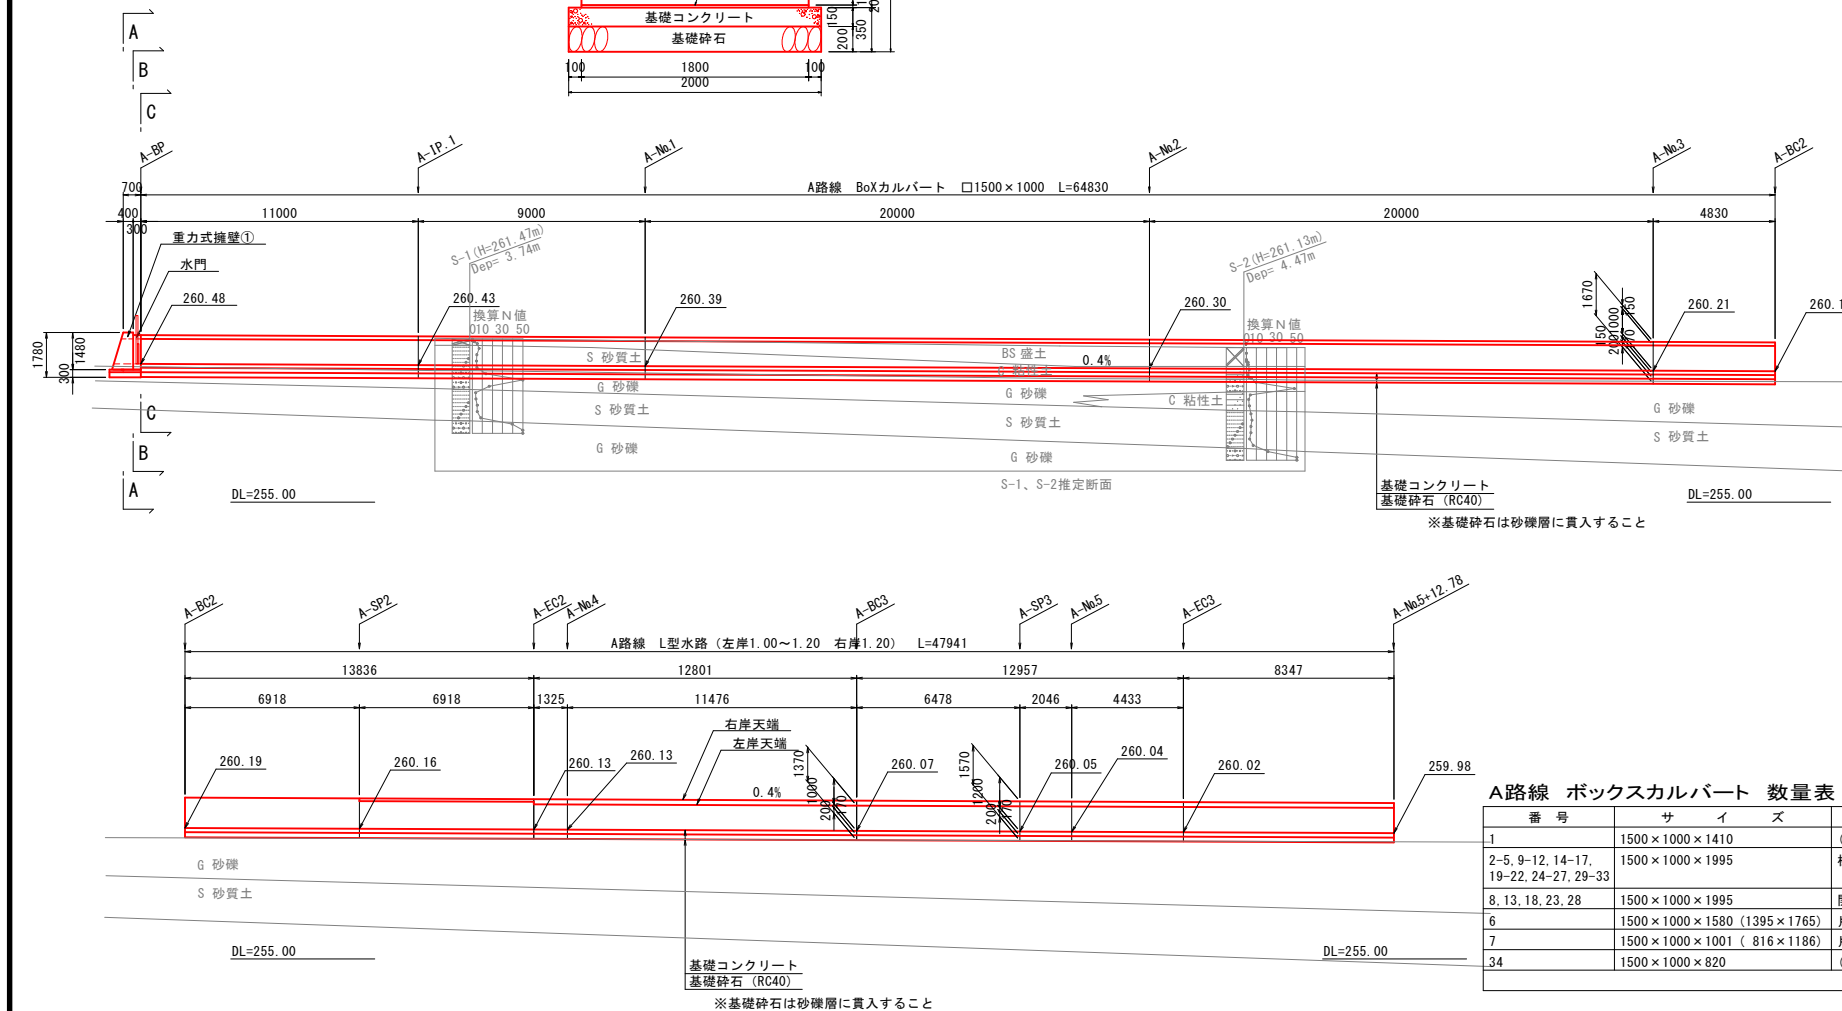 基礎コンクリート
基礎砕石
150
200
350
100
1800
100
2000
A
B
C
A-BP
A-IP.1
A-No.1
A-No.2
A-No.3
A-BC2
700
A路線 BoXカルバート □1500×1000 L=64830
400
300
11000
9000
20000
20000
4830
重力式擁壁①
水門
S-1(H=261.47m)
Dep= 3.74m
S-2(H=261.13m)
Dep= 4.47m
260.48
260.43
260.39
260.30
260.21
換算N値
010 30 50
換算N値
010 30 50
1670
150
1000
150
200
170
1780
1480
300
S 砂質土
BS 盛土
0.4%
G 砂礫
G 砂礫
C 粘性土
S 砂質土
S 砂質土
G 砂礫
S 砂質土
G 砂礫
G 砂礫
S-1、S-2推定断面
C
B
A
DL=255.00
基礎コンクリート
基礎砕石 (RC40)
DL=255.00
※基礎砕石は砂礫層に貫入すること
A-BC2
A-SP2
A-EC2
A-No.4
A-BC3
A-SP3
A-No.5
A-EC3
A-No.5+12.78
A路線 L型水路 (左岸1.00~1.20 右岸1.20) L=47941
13836
12801
12957
8347
6918
6918
1325
11476
6478
2046
4433
右岸天端
左岸天端
260.19
260.16
260.13
260.13
1370
1000
200
170
260.07
1570
1200
200
170
260.05
260.04
260.02
259.98
0.4%
G 砂礫
S 砂質土
DL=255.00
基礎コンクリート
基礎砕石 (RC40)
DL=255.00
※基礎砕石は砂礫層に貫入すること
A路線 ボックスカルバート 数量表
番 号 サ イ ズ
1 1500×1000×1410
2-5,9-12,14-17, 1500×1000×1995
19-22,24-27,29-33
8,13,18,23,28 1500×1000×1995
6 1500×1000×1580 (1395×1765)
7 1500×1000×1001 ( 816×1186)
34 1500×1000×820